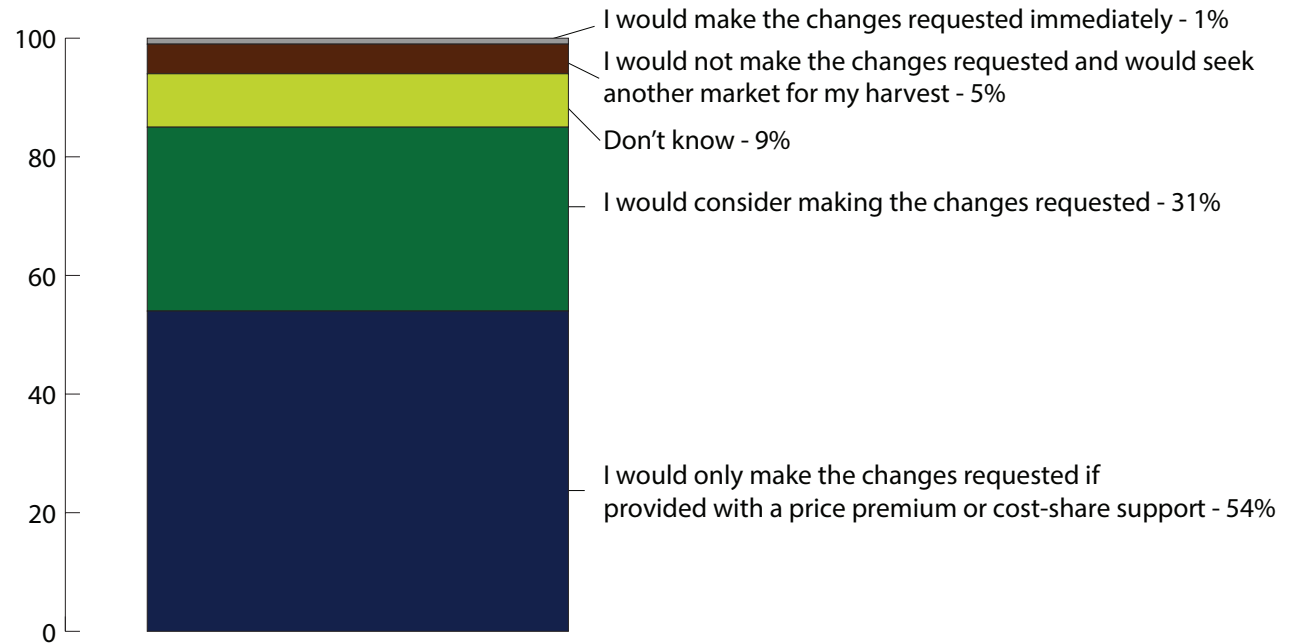 I would make the changes requested immediately - 1%
100
I would not make the changes requested and would seek
another market for my harvest - 5%
Don’t know - 9%
80
I would consider making the changes requested - 31%
60
40
I would only make the changes requested if
provided with a price premium or cost-share support - 54%
20
0